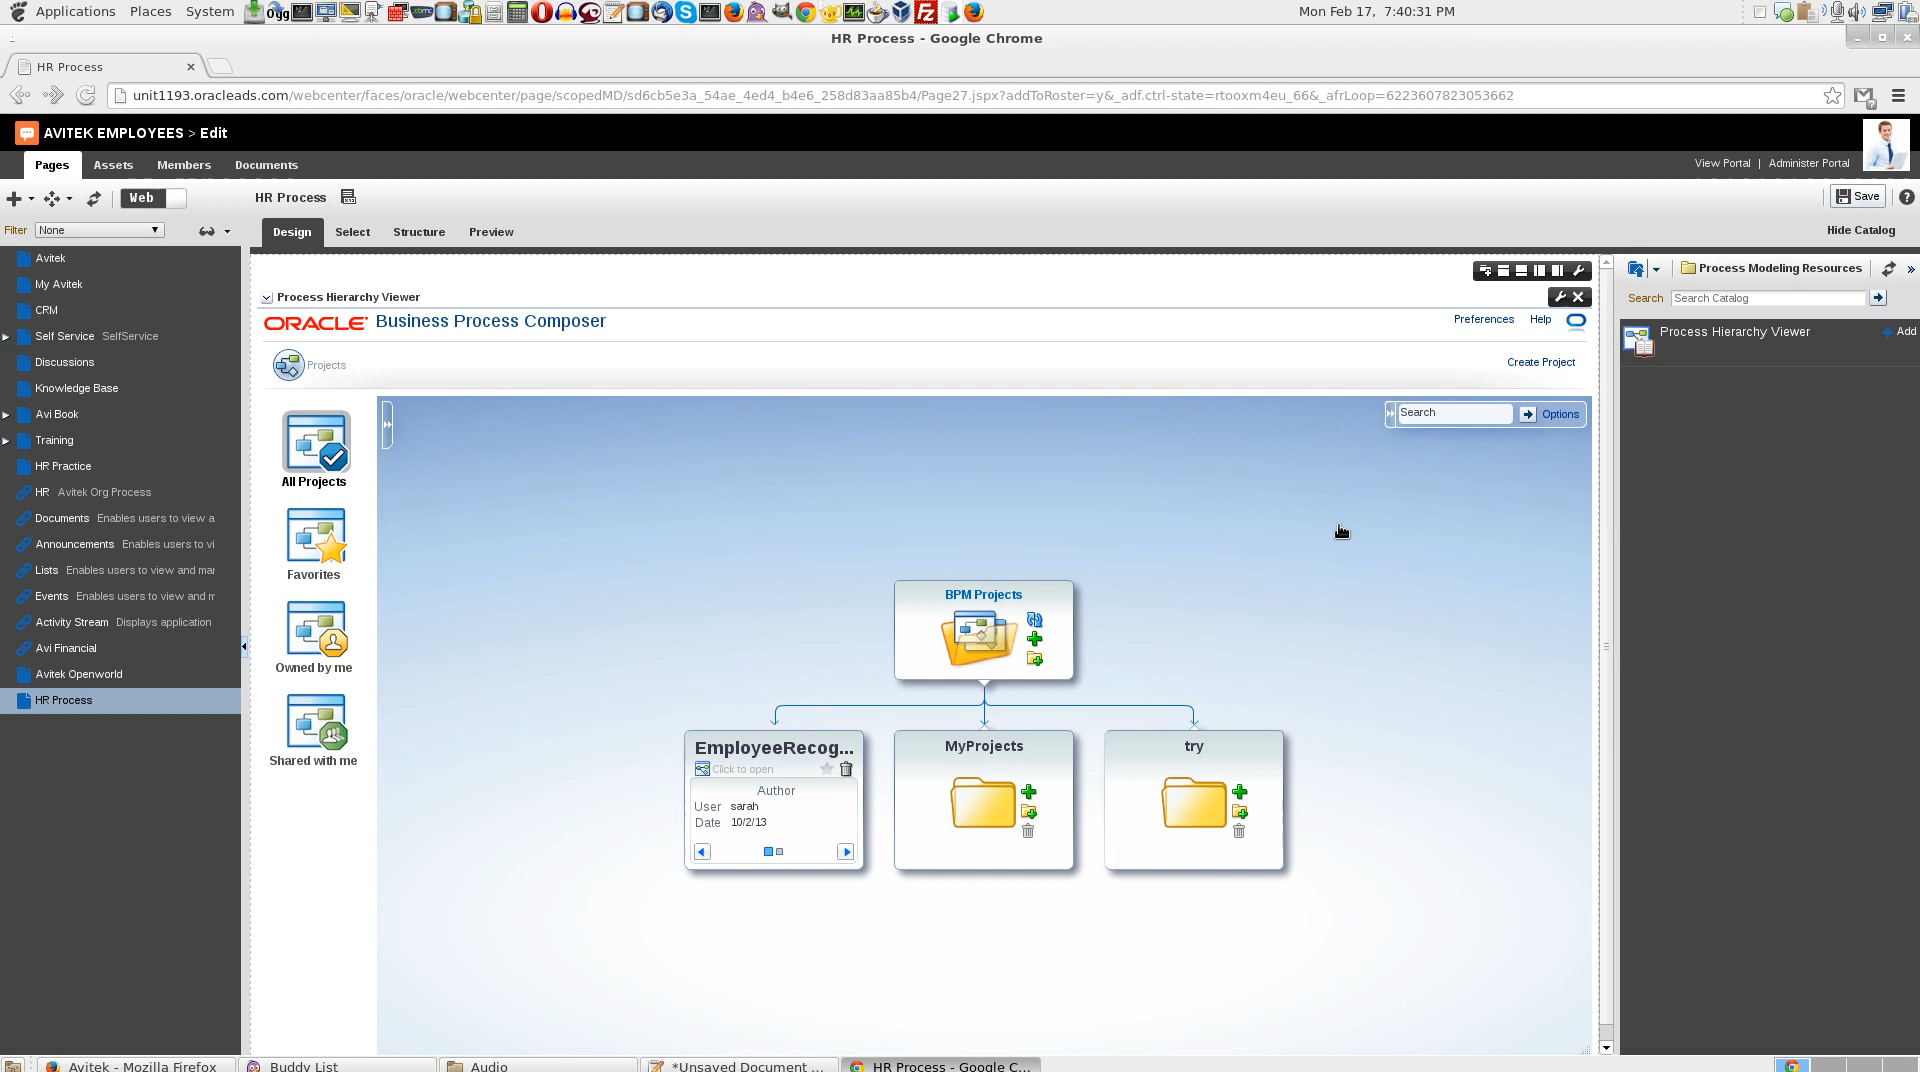 Applications Places System
Mon Feb 17, 7:40:31 PM
HR Process - Google Chrome
HR Process
unit1193.oracleads.com/webcenter/faces/oracle/webcenter/page/scopedMD/sd6cb5e3a_54ae_4ed4_b4e6_258d83aa85b4/Page27.jspx?addToRoster=y&_adf.ctrl-state=rtooxm4eu_66&_afrLoop=6223607823053662
AVITEK EMPLOYEES > Edit
Pages Assets Members Documents
View Portal | Administer Portal
Web
HR Process
Save
Filter None
Design Select Structure Preview
Hide Catalog
Avitek
My Avitek
CRM
Self Service SelfService
Discussions
Knowledge Base
Avi Book
Training
HR Practice
HR Avitek Org Process
Documents Enables users to view a
Announcements Enables users to vi
Lists Enables users to view and mar
Events Enables users to view and m
Activity Stream Displays application
Avi Financial
Avitek Openworld
HR Process
Process Hierarchy Viewer
ORACLE Business Process Composer
Preferences Help
Projects
Create Project
All Projects
Favorites
Owned by me
Shared with me
Search Options
BPM Projects
EmployeeRecog...
Click to open
Author
User sarah
Date 10/2/13
MyProjects
try
Process Modeling Resources
Search Search Catalog
Process Hierarchy Viewer
Add
Avitek - Mozilla Firefox
Buddy List
Audio
*Unsaved Document ...
HR Process - Google C...